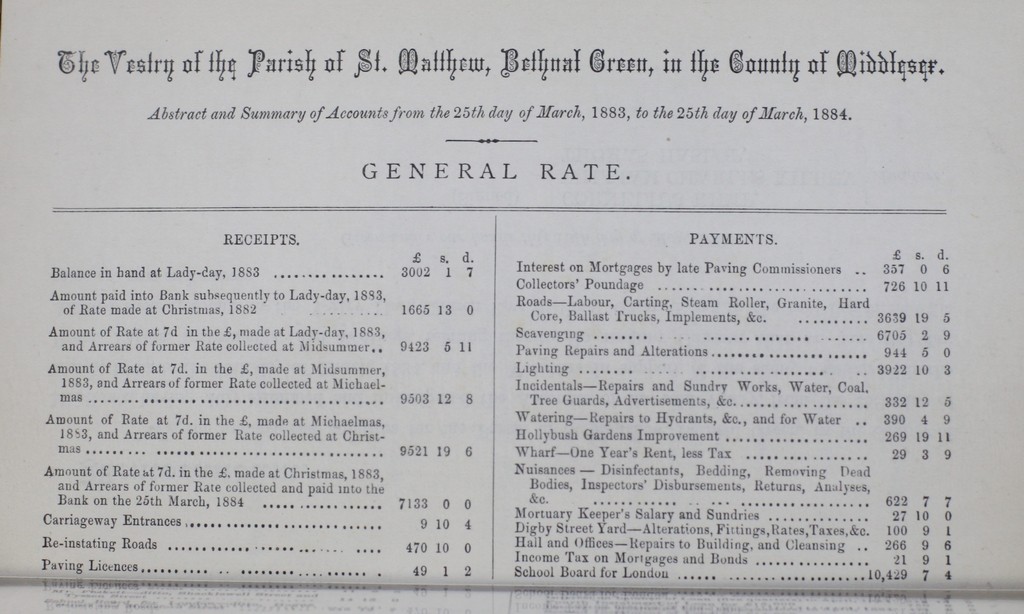 The Vestry of the Parish of St. Matthew, Bethnal Green, in the County of Middlesex.
Abstract and Summary of Accounts from the 25th day of March, 1883, to the 25th day of March, 1884.
GENERAL RATE.
RECEIPTS.
£ s. d.
Balance in hand at Lady-day, 1883 ................ 3002 1 7
Amount paid into Bank subsequently to Lady-day, 1883,
of Rate made at Christmas, 1882 .......... 1665 13 0
Amount of Rate at 7d in the £, made at Lady-day, 1883,
and Arrears of former Rate collected at Midsummer.. 9423 5 11
Amount of Rate at 7d. in the £, made at Midsummer,
1883, and Arrears of former Rate collected at Michael-
mas ........................................ 9503 12 8
Amount of Rate at 7d. in the £, made at Michaelmas,
1883, and Arrears of former Rate collected at Christ-
mas ........................................ 9521 19 6
Amount of Rate at 7d. in the £. made at Christmas, 1883,
and Arrears of former Rate collected and paid into the
Bank on the 25th March, 1884 ................ 7133 0 0
Carriageway Entrances .......................... 9 10 4
Re-instating Roads .............................. 470 10 0
Paving Licences .................................. 49 1 2
PAYMENTS.
£ s. d.
Interest on Mortgages by late Paving Commissioners .. 357 0 6
Collectors' Poundage .............................. 726 10 11
Roads—Labour, Carting, Steam Roller, Granite, Hard
Core, Ballast Trucks, Implements, &c. .......... 3639 19 5
Scavenging ........................................ 6705 2 9
Paving Repairs and Alterations ...................... 944 5 0
Lighting .......................................... 3922 10 3
Incidentals—Repairs and Sundry Works, Water, Coal,
Tree Guards, Advertisements, &c. .................. 332 12 5
Watering—Repairs to Hydrants, &c., and for Water .. 390 4 9
Hollybush Gardens Improvement .................... 269 19 11
Wharf—One Year's Rent, less Tax .................. 29 3 9
Nuisances — Disinfectants, Bedding, Removing Dead
Bodies, Inspectors' Disbursements, Returns, Analyses,
&c. .............................. 622 7 7
Mortuary Keeper's Salary and Sundries ............ 27 10 0
Digby Street Yard—Alterations, Fittings, Rates, Taxes, &c. 100 9 1
Hall and Offices—Repairs to Building, and Cleansing .. 266 9 6
Income Tax on Mortgages and Bonds .............. 21 9 1
School Board for London .......................... 10,429 7 4